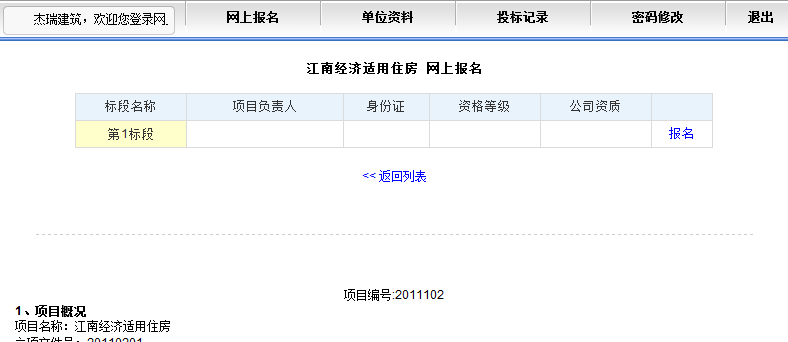 杰瑞建筑，欢迎您登录网 网上报名 单位资料 投标记录 密码修改 退出
江南经济适用住房 网上报名
标段名称 项目负责人 身份证 资格等级 公司资质
第1标段 报名
<< 返回列表
项目编号:2011102
1、项目概况
项目名称：江南经济适用住房